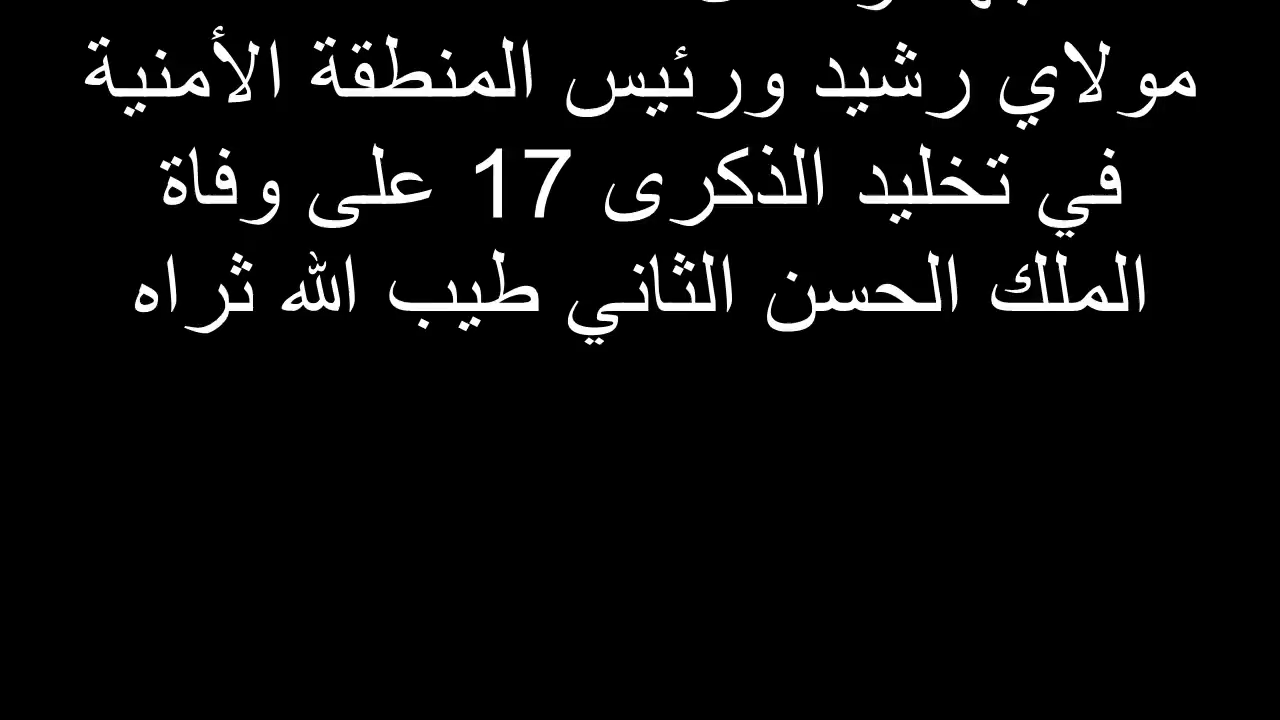 مولاي رشيد ورئيس المنطقة الأمنية
في تخليد الذكرى 17 على وفاة
الملك الحسن الثاني طيب الله ثراه